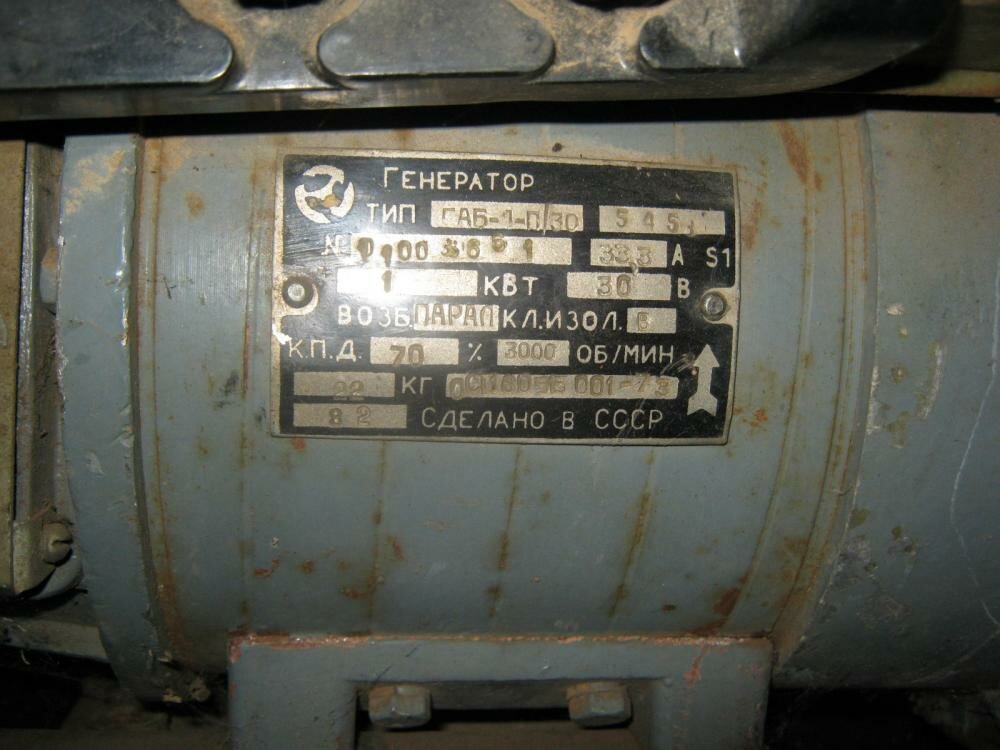 ГЕНЕРАТОР
ТИП ГАБ-1-П/30
33,3 А S1
1 КВТ 30 В
ВОЗБ. ПАРАЛ КЛ.ИЗОЛ. В
К.П.Д. 70 % 3000 ОБ/МИН
22 КГ
82 СДЕЛАНО В СССР